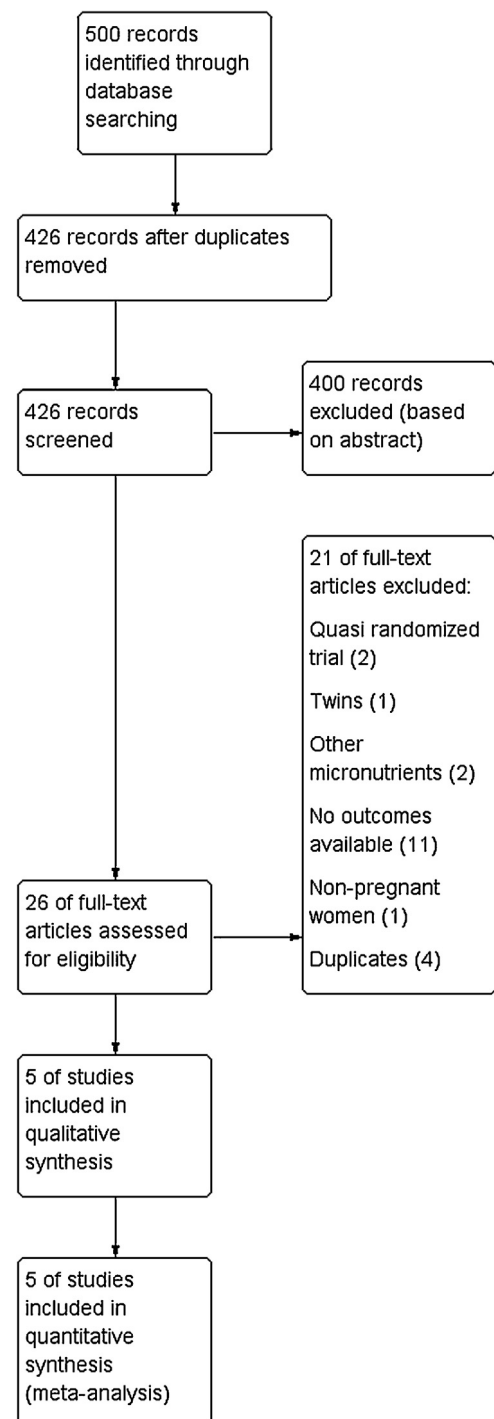 500 records
identified through
database
searching
426 records after duplicates
removed
426 records
screened
400 records
excluded (based
on abstract)
21 of full-text
articles excluded:
Quasi randomized
trial (2)
Twins (1)
Other
micronutrients (2)
No outcomes
available (11)
Non-pregnant
women (1)
Duplicates (4)
26 of full-text
articles assessed
for eligibility
5 of studies
included in
qualitative
synthesis
5 of studies
included in
quantitative
synthesis
(meta-analysis)